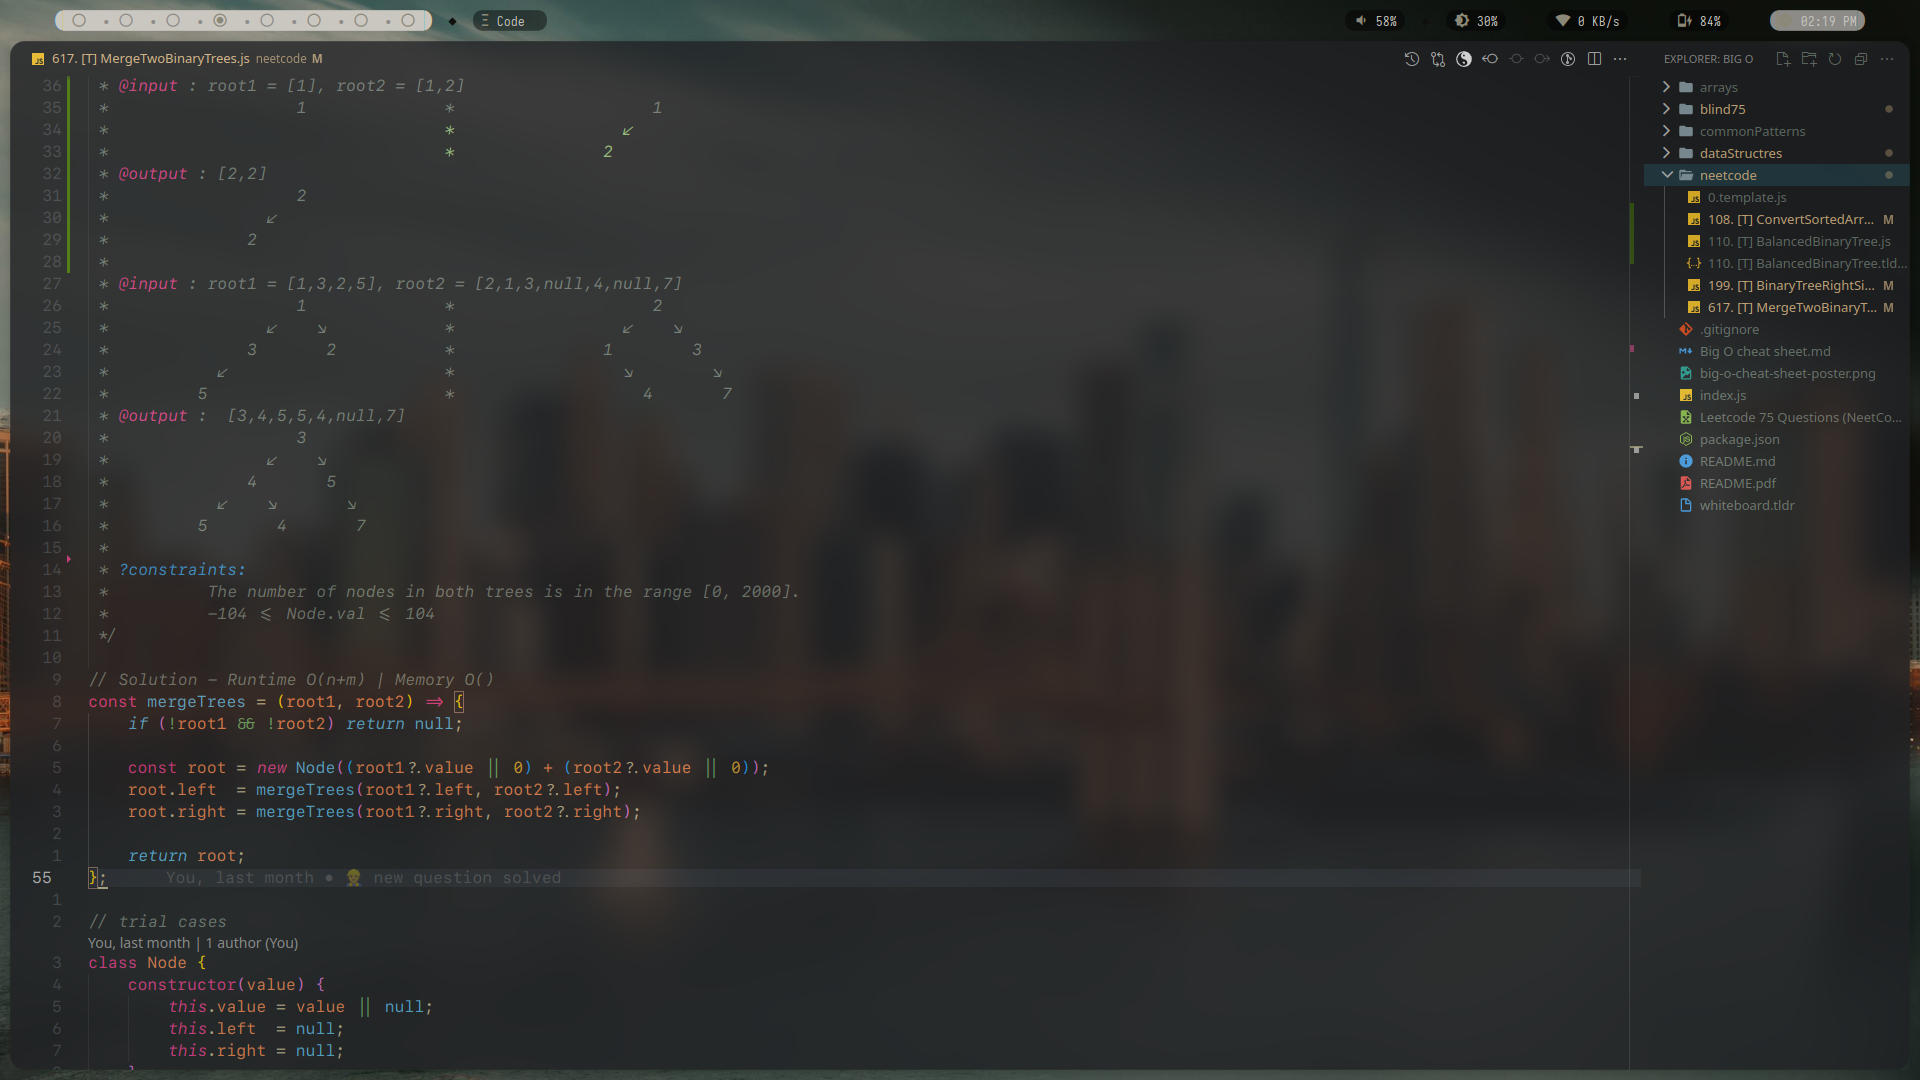 Code
58%
30%
0 KB/s
84%
02:19 PM
617. [T] MergeTwoBinaryTrees.js neetcode M
EXPLORER: BIG O
36 * @input : root1 = [1], root2 = [1,2]
35 * 1 * 1
34 * * ↙
33 * * 2
32 * @output : [2,2]
31 * 2
30 * ↙
29 * 2
28 *
27 * @input : root1 = [1,3,2,5], root2 = [2,1,3,null,4,null,7]
26 * 1 * 2
25 * ↙ ↘ * ↙ ↘
24 * 3 2 * 1 3
23 * ↙ * ↘ ↘
22 * 5 * 4 7
21 * @output : [3,4,5,5,4,null,7]
20 * 3
19 * ↙ ↘
18 * 4 5
17 * ↙ ↘ ↘
16 * 5 4 7
15 *
14 * ?constraints:
13 * The number of nodes in both trees is in the range [0, 2000].
12 * -104 <= Node.val <= 104
11 */
10
9 // Solution - Runtime O(n+m) | Memory O()
8 const mergeTrees = (root1, root2) => {
7 if (!root1 && !root2) return null;
6
5 const root = new Node((root1?.value || 0) + (root2?.value || 0));
4 root.left = mergeTrees(root1?.left, root2?.left);
3 root.right = mergeTrees(root1?.right, root2?.right);
2
1 return root;
55 }; You, last month • 👷 new question solved
1
2 // trial cases
You, last month | 1 author (You)
3 class Node {
4 constructor(value) {
5 this.value = value || null;
6 this.left = null;
7 this.right = null;
arrays
blind75
commonPatterns
dataStructres
neetcode
0.template.js
108. [T] ConvertSortedArr... M
110. [T] BalancedBinaryTree.js
110. [T] BalancedBinaryTree.tld...
199. [T] BinaryTreeRightSi... M
617. [T] MergeTwoBinaryT... M
.gitignore
Big O cheat sheet.md
big-o-cheat-sheet-poster.png
index.js
Leetcode 75 Questions (NeetCo...
package.json
README.md
README.pdf
whiteboard.tldr